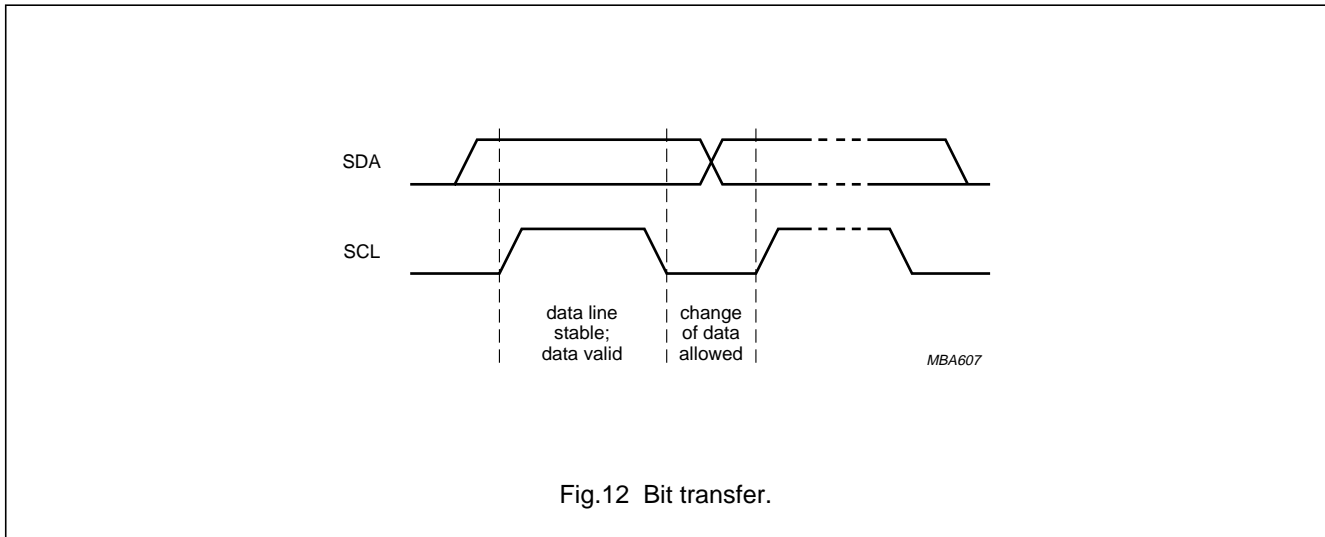 SDA
SCL
data line
stable;
data valid
change
of data
allowed
MBA607
Fig.12 Bit transfer.